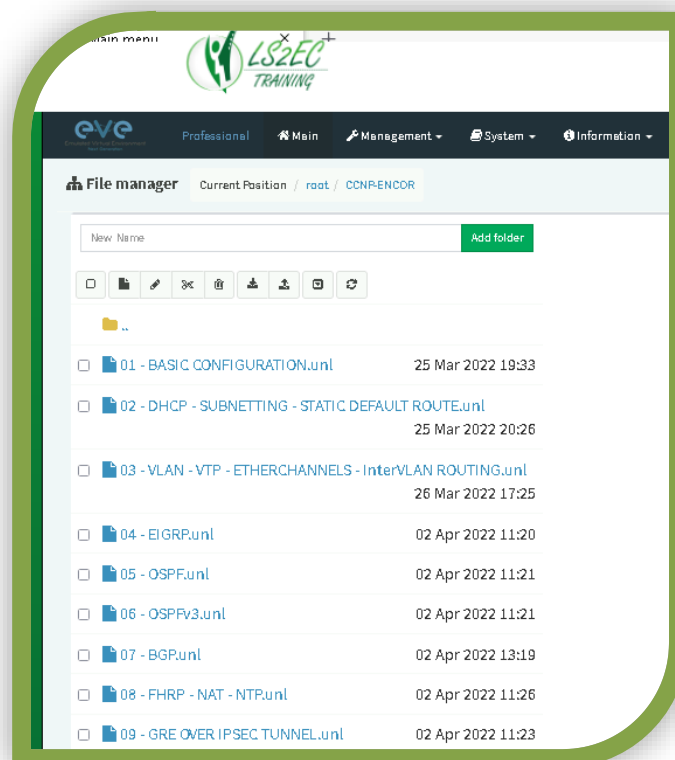 Main menu
LS2EC
TRAINING
eve
Emulated Virtual Environment
Next Generation
Professional Main Management System Information
File manager Current Position / root / CCNP-ENCOR
New Name Add folder
..
01 - BASIC CONFIGURATION.unl 25 Mar 2022 19:33
02 - DHCP - SUBNETTING - STATIC DEFAULT ROUTE.unl
25 Mar 2022 20:26
03 - VLAN - VTP - ETHERCHANNELS - InterVLAN ROUTING.unl
26 Mar 2022 17:25
04 - EIGRP.unl 02 Apr 2022 11:20
05 - OSPF.unl 02 Apr 2022 11:21
06 - OSPFv3.unl 02 Apr 2022 11:21
07 - BGP.unl 02 Apr 2022 13:19
08 - FHRP - NAT - NTP.unl 02 Apr 2022 11:26
09 - GRE OVER IPSEC TUNNEL.unl 02 Apr 2022 11:23